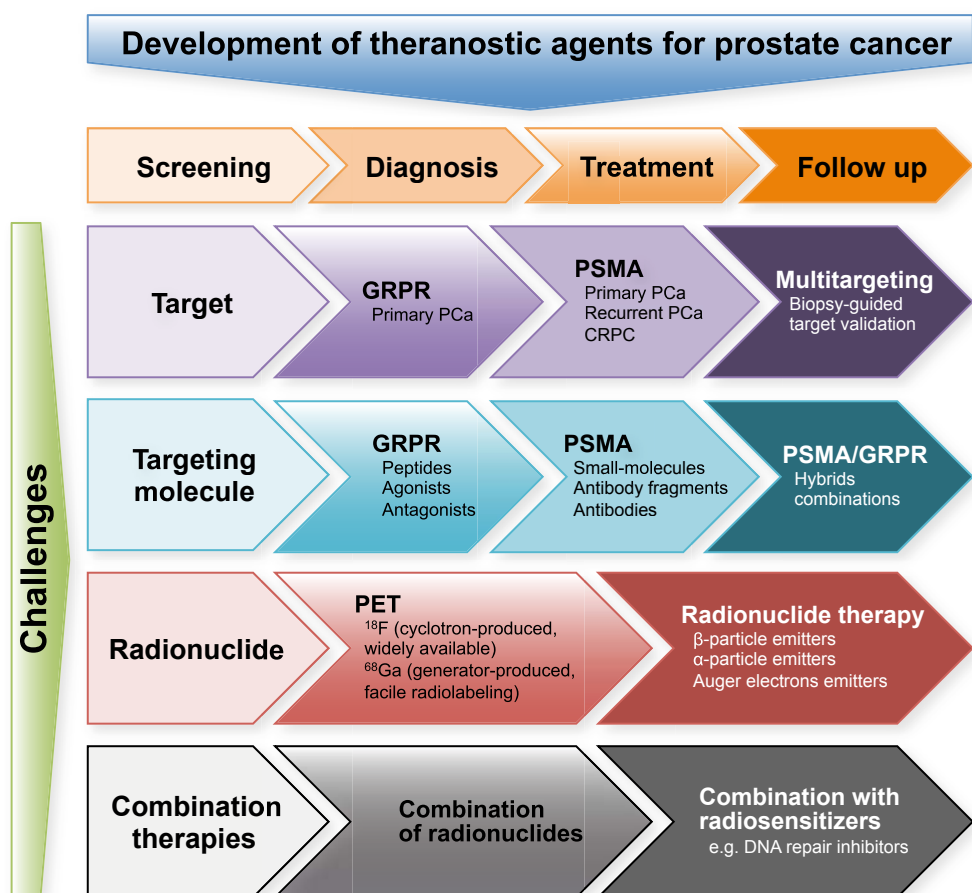 Development of theranostic agents for prostate cancer
Screening
Diagnosis
Treatment
Follow up
Challenges
Target
GRPR
Primary PCa
PSMA
Primary PCa
Recurrent PCa
CRPC
Multitargeting
Biopsy-guided
target validation
Targeting
molecule
GRPR
Peptides
Agonists
Antagonists
PSMA
Small-molecules
Antibody fragments
Antibodies
PSMA/GRPR
Hybrids
combinations
Radionuclide
PET
¹⁸F (cyclotron-produced,
widely available)
⁶⁸Ga (generator-produced,
facile radiolabeling)
Radionuclide therapy
β-particle emitters
α-particle emitters
Auger electrons emitters
Combination
therapies
Combination
of radionuclides
Combination with
radiosensitizers
e.g. DNA repair inhibitors